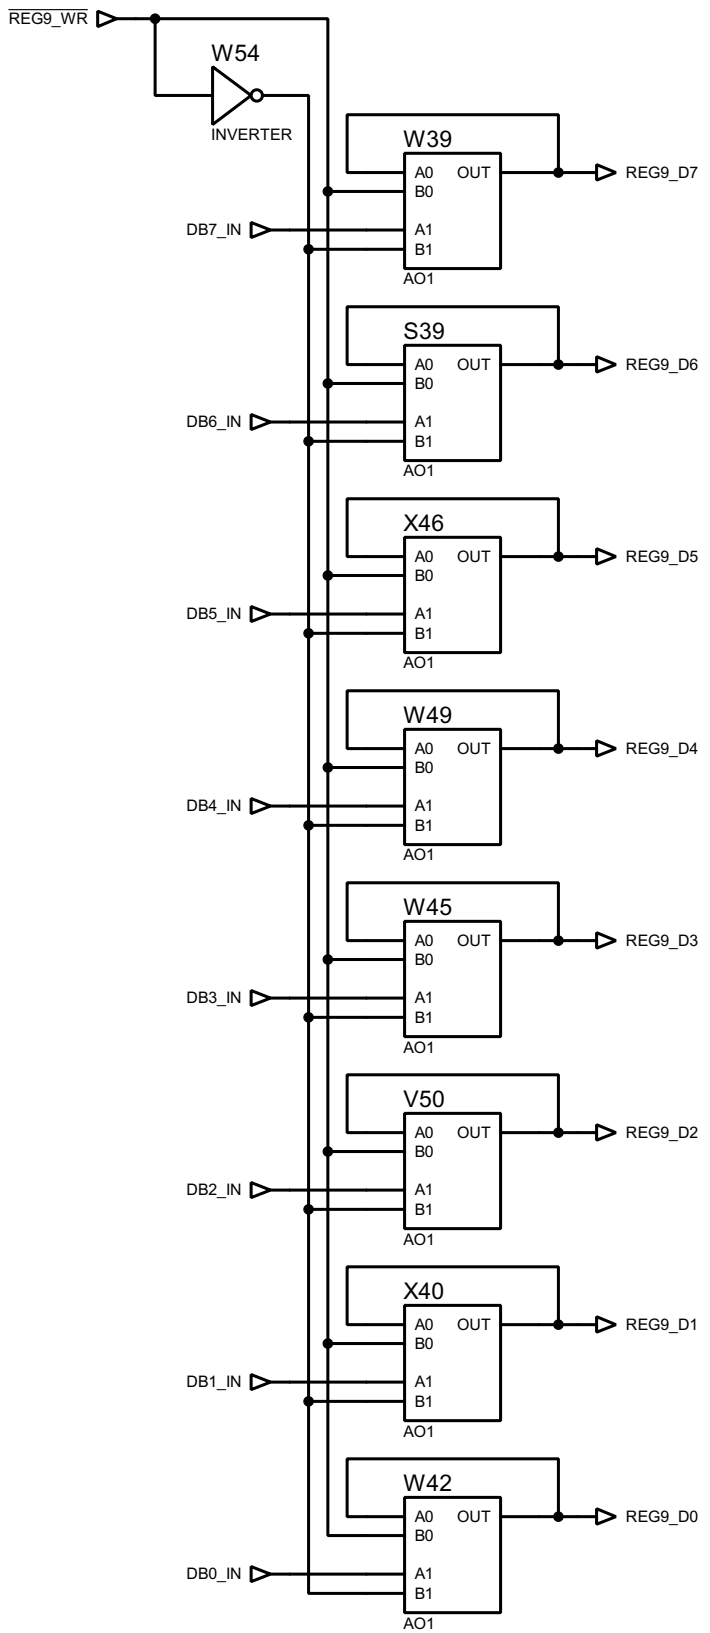 REG9_WR
W54
INVERTER
W39
A0 OUT REG9_D7
B0
DB7_IN A1
B1
AO1
S39
A0 OUT REG9_D6
B0
DB6_IN A1
B1
AO1
X46
A0 OUT REG9_D5
B0
DB5_IN A1
B1
AO1
W49
A0 OUT REG9_D4
B0
DB4_IN A1
B1
AO1
W45
A0 OUT REG9_D3
B0
DB3_IN A1
B1
AO1
V50
A0 OUT REG9_D2
B0
DB2_IN A1
B1
AO1
X40
A0 OUT REG9_D1
B0
DB1_IN A1
B1
AO1
W42
A0 OUT REG9_D0
B0
DB0_IN A1
B1
AO1